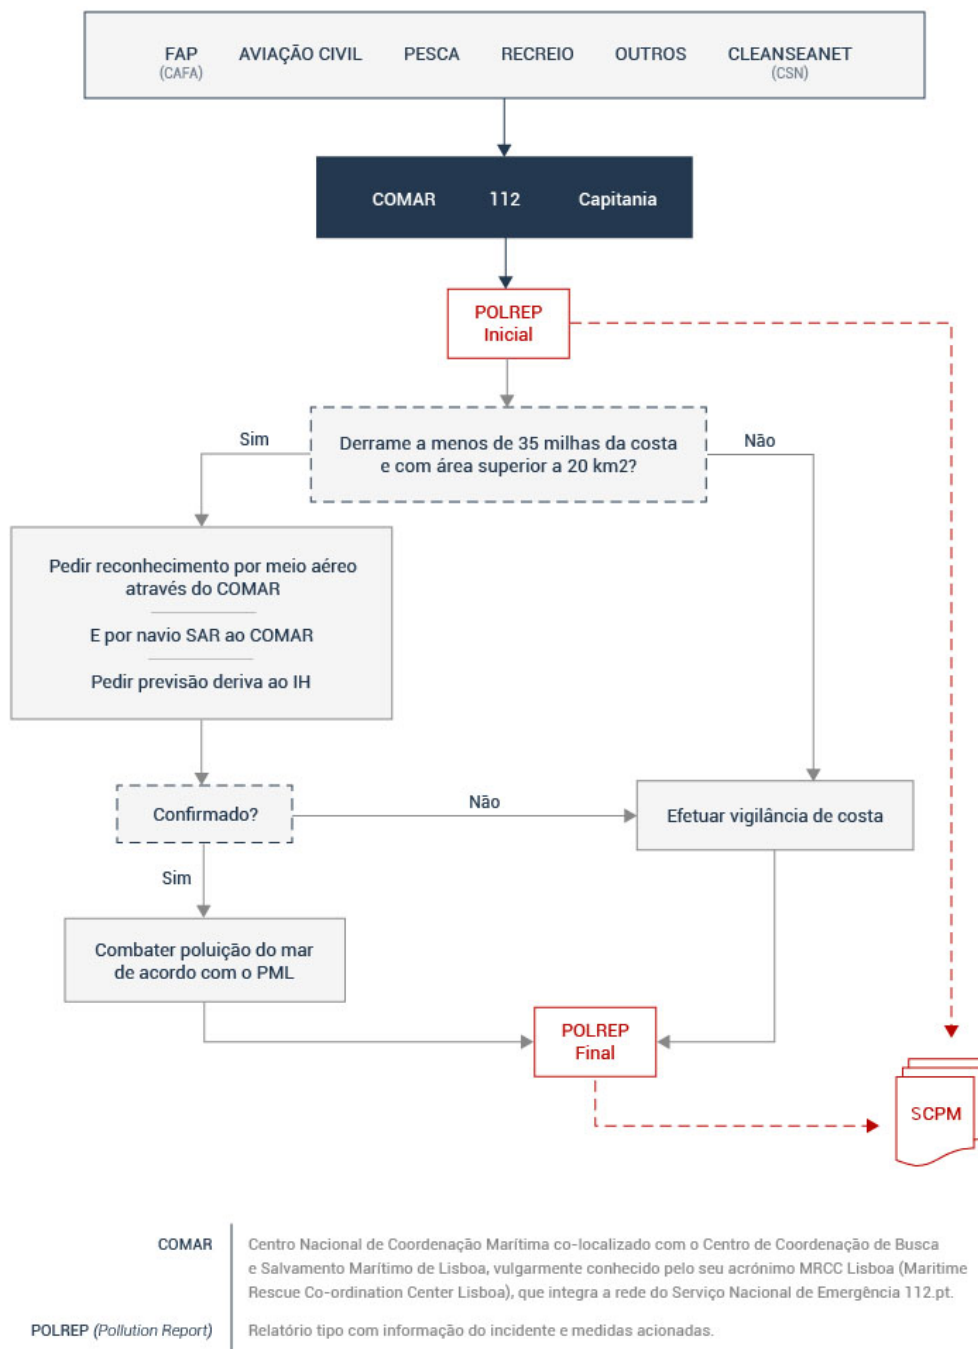 FAP AVIAÇÃO CIVIL PESCA RECREIO OUTROS CLEANSEANET
(CAFA) (CSN)
COMAR 112 Capitania
POLREP
Inicial
Derrame a menos de 35 milhas da costa
e com área superior a 20 km2?
Sim
Não
Pedir reconhecimento por meio aéreo
através do COMAR
E por navio SAR ao COMAR
Pedir previsão deriva ao IH
Confirmado?
Não
Efetuar vigilância de costa
Sim
Combater poluição do mar
de acordo com o PML
POLREP
Final
SCPM
COMAR
Centro Nacional de Coordenação Marítima co-localizado com o Centro de Coordenação de Busca
e Salvamento Marítimo de Lisboa, vulgarmente conhecido pelo seu acrónimo MRCC Lisboa (Maritime
Rescue Co-ordination Center Lisboa), que integra a rede do Serviço Nacional de Emergência 112.pt.
POLREP (Pollution Report)
Relatório tipo com informação do incidente e medidas acionadas.